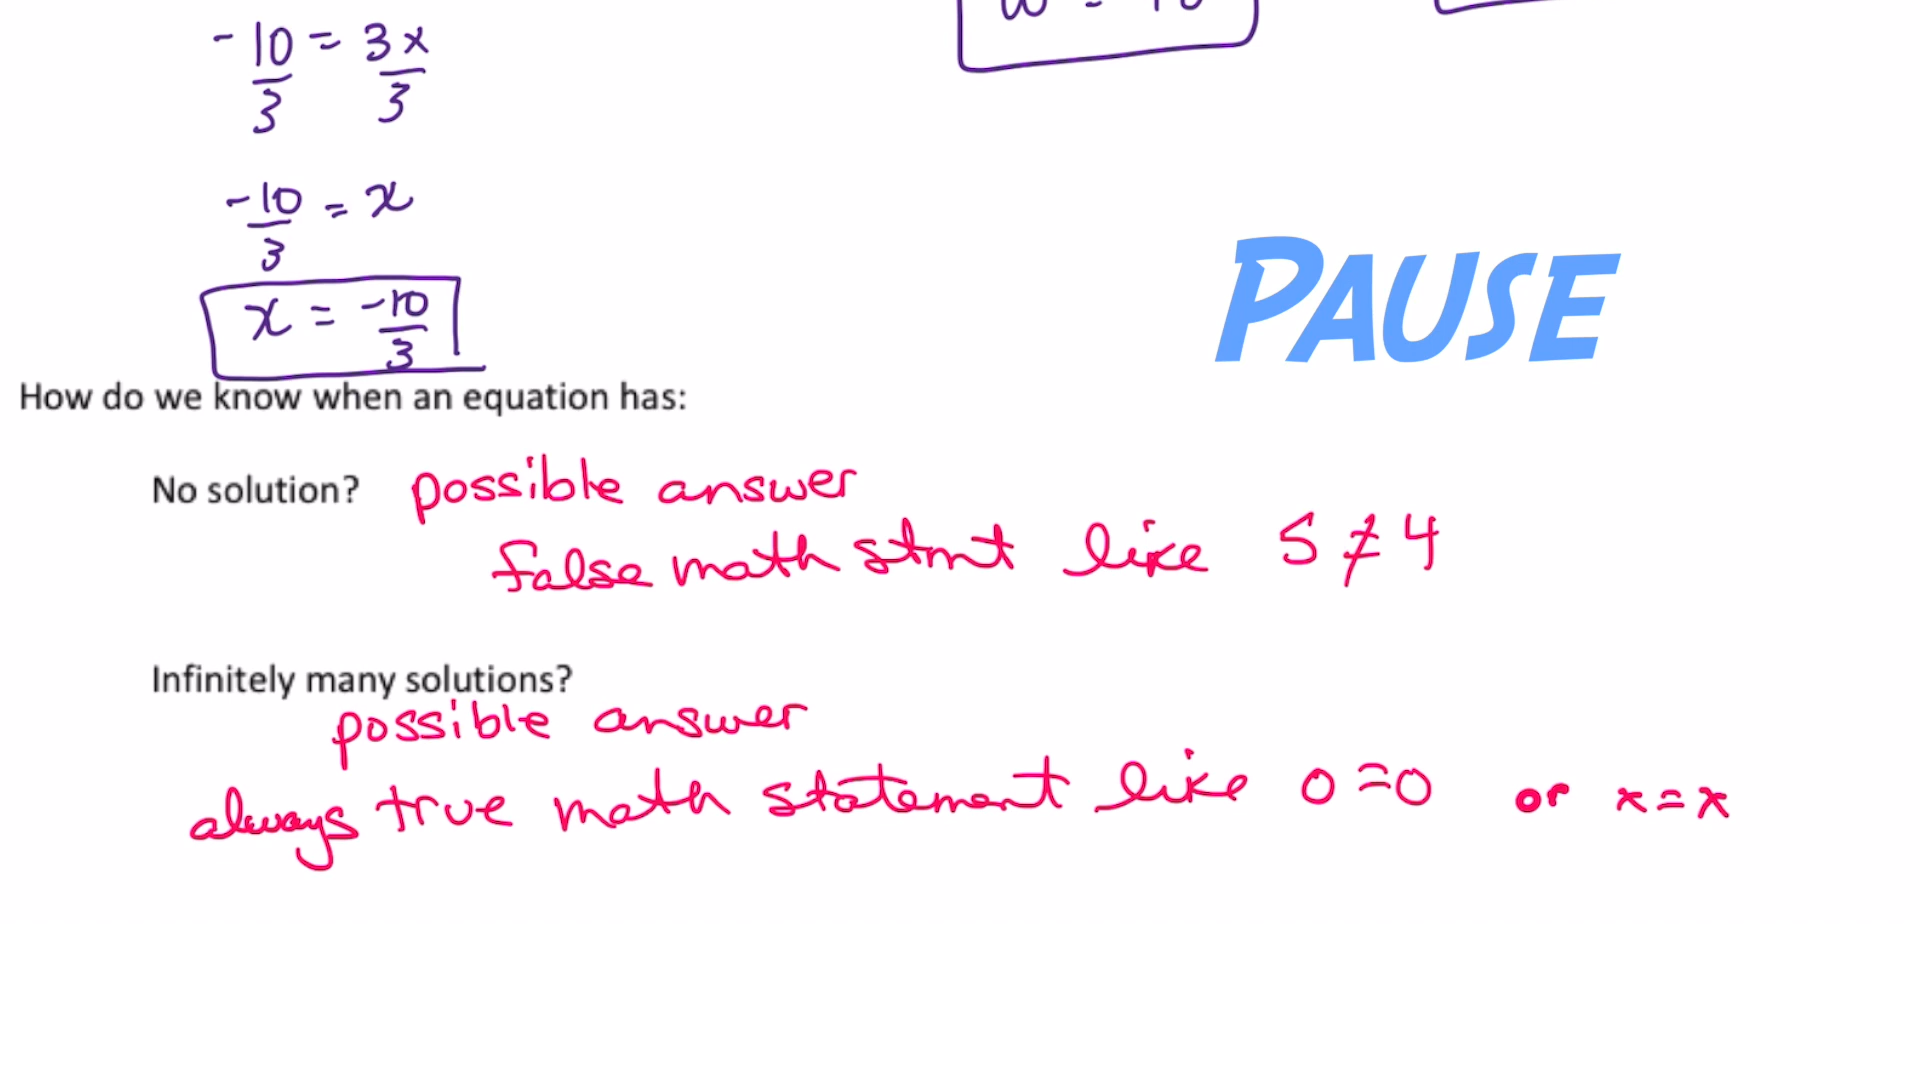 -10 = 3x
3 3
-10 = x
3
x = -10
3
PAUSE
How do we know when an equation has:
No solution? possible answer
false math stmt like 5 ≠ 4
Infinitely many solutions?
possible answer
always true math statement like 0=0 or x=x